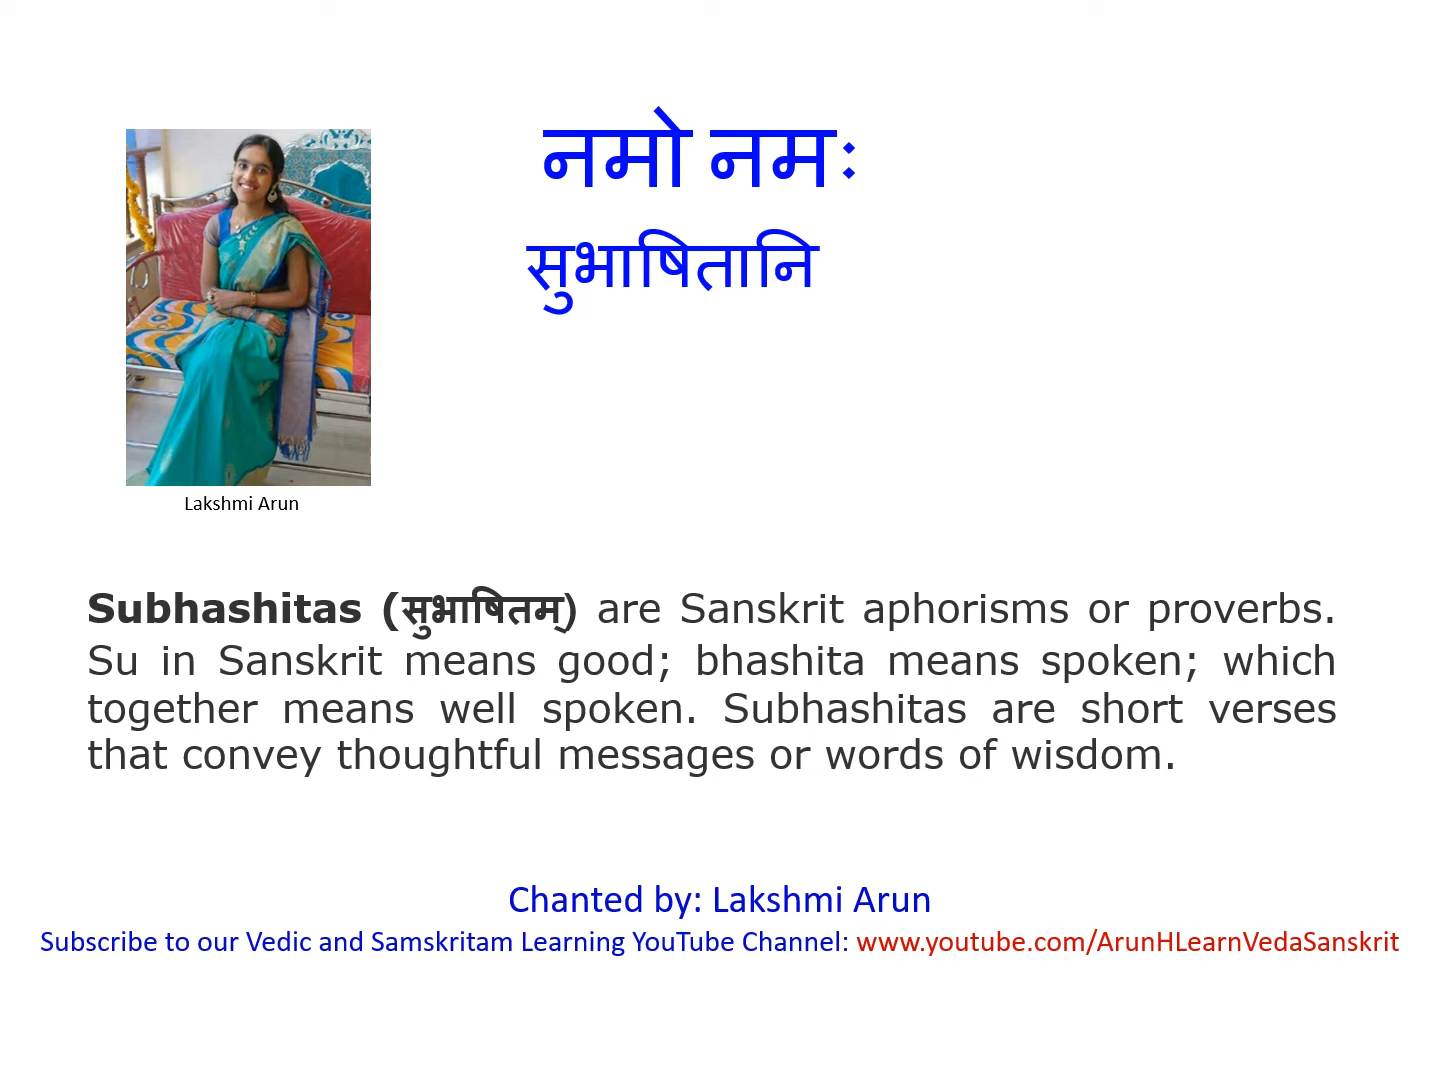 नमो नमः
सुभाषितानि
Lakshmi Arun
Subhashitas (सुभाषितम्) are Sanskrit aphorisms or proverbs.
Su in Sanskrit means good; bhashita means spoken; which
together means well spoken. Subhashitas are short verses
that convey thoughtful messages or words of wisdom.
Chanted by: Lakshmi Arun
Subscribe to our Vedic and Samskritam Learning YouTube Channel: www.youtube.com/ArunHLearnVedaSanskrit